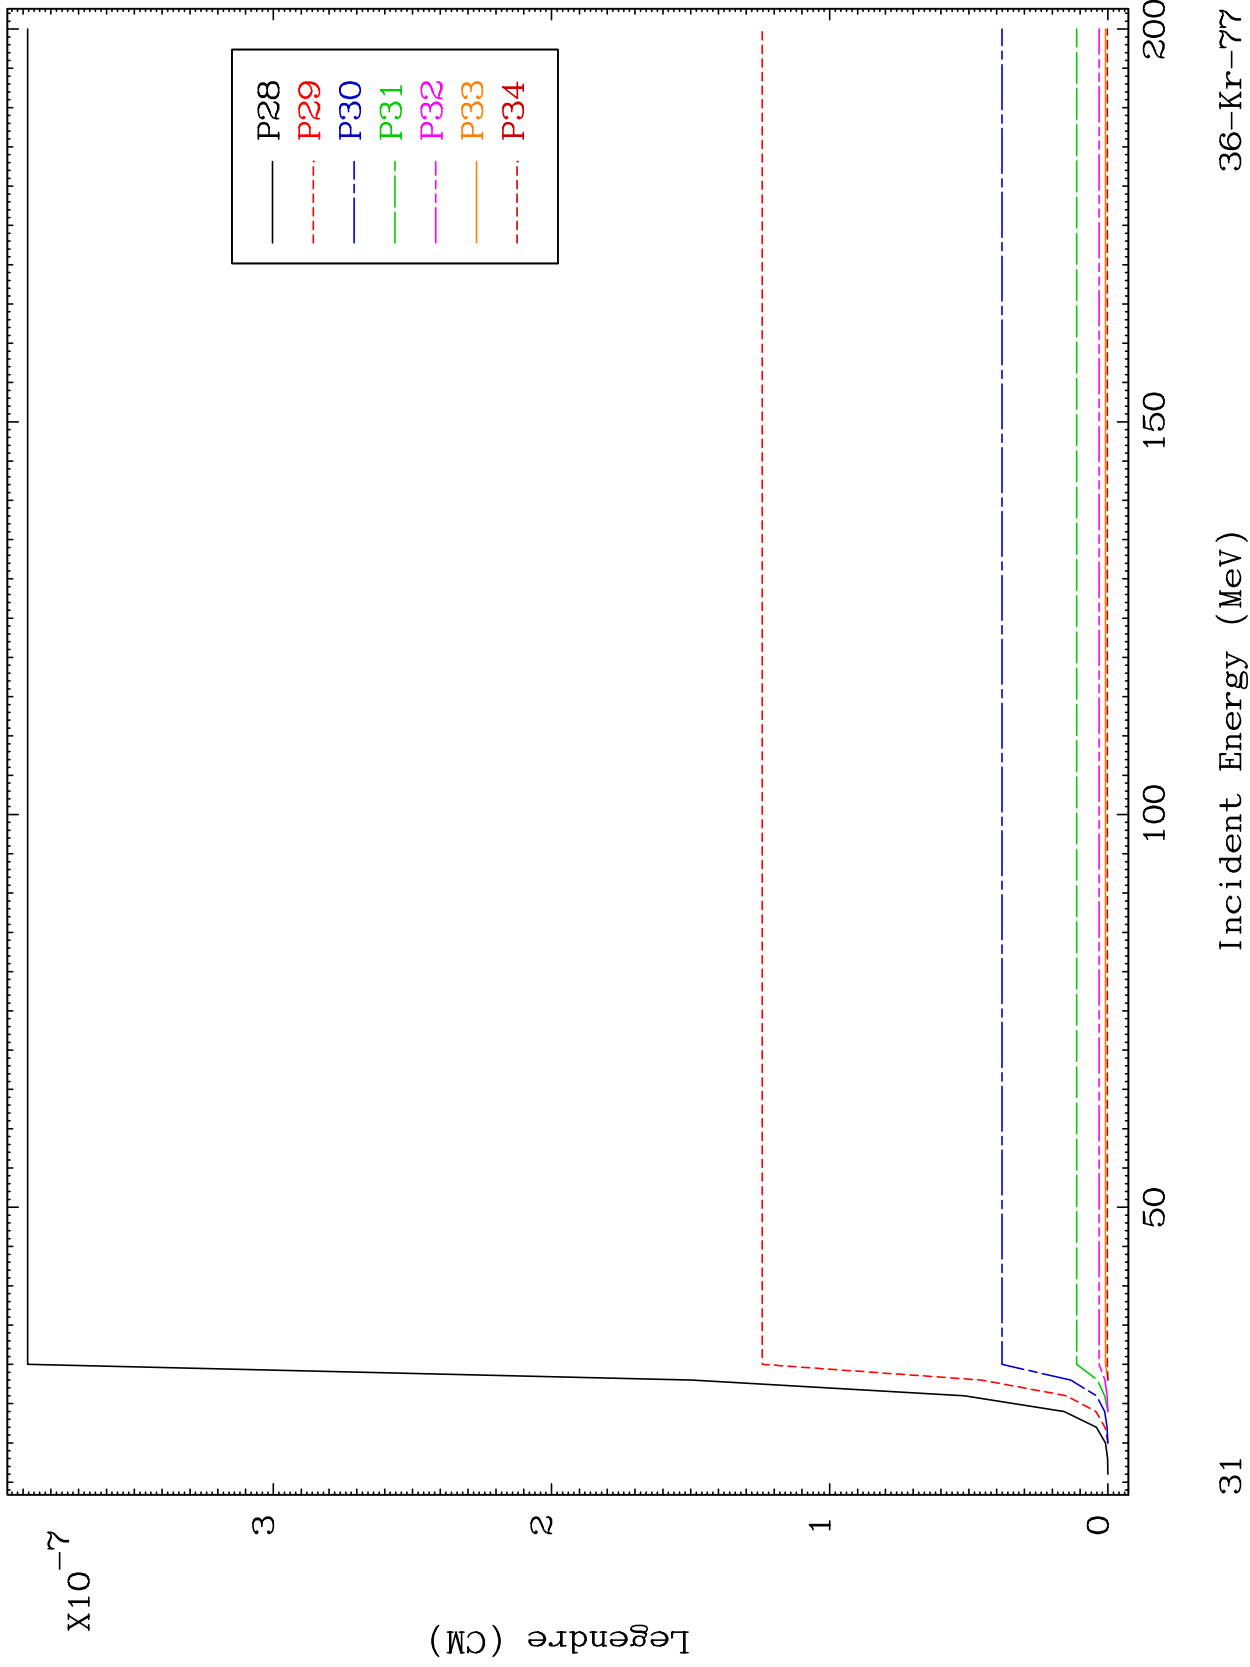 X10-7
3
2
1
0
Legendre (CM)
P28
P29
P30
P31
P32
P33
P34
50
100
150
200
Incident Energy (MeV)
31
36-Kr-77